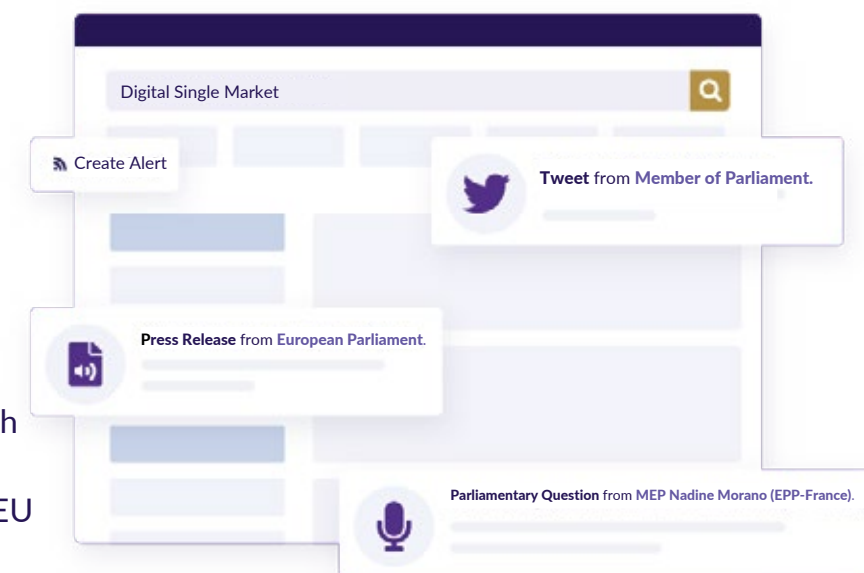 Digital Single Market
Create Alert
Tweet from Member of Parliament.
Press Release from European Parliament.
h
EU
Parliamentary Question from MEP Nadine Morano (EPP-France).